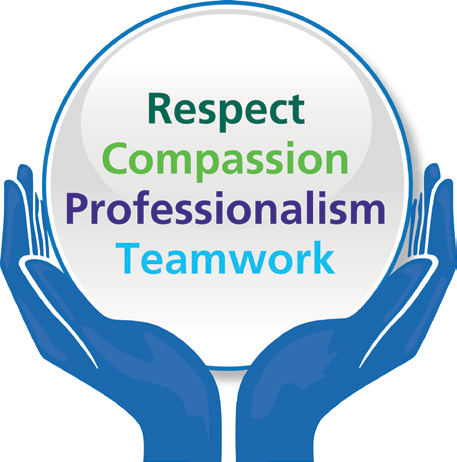 Respect
Compassion
Professionalism
Teamwork